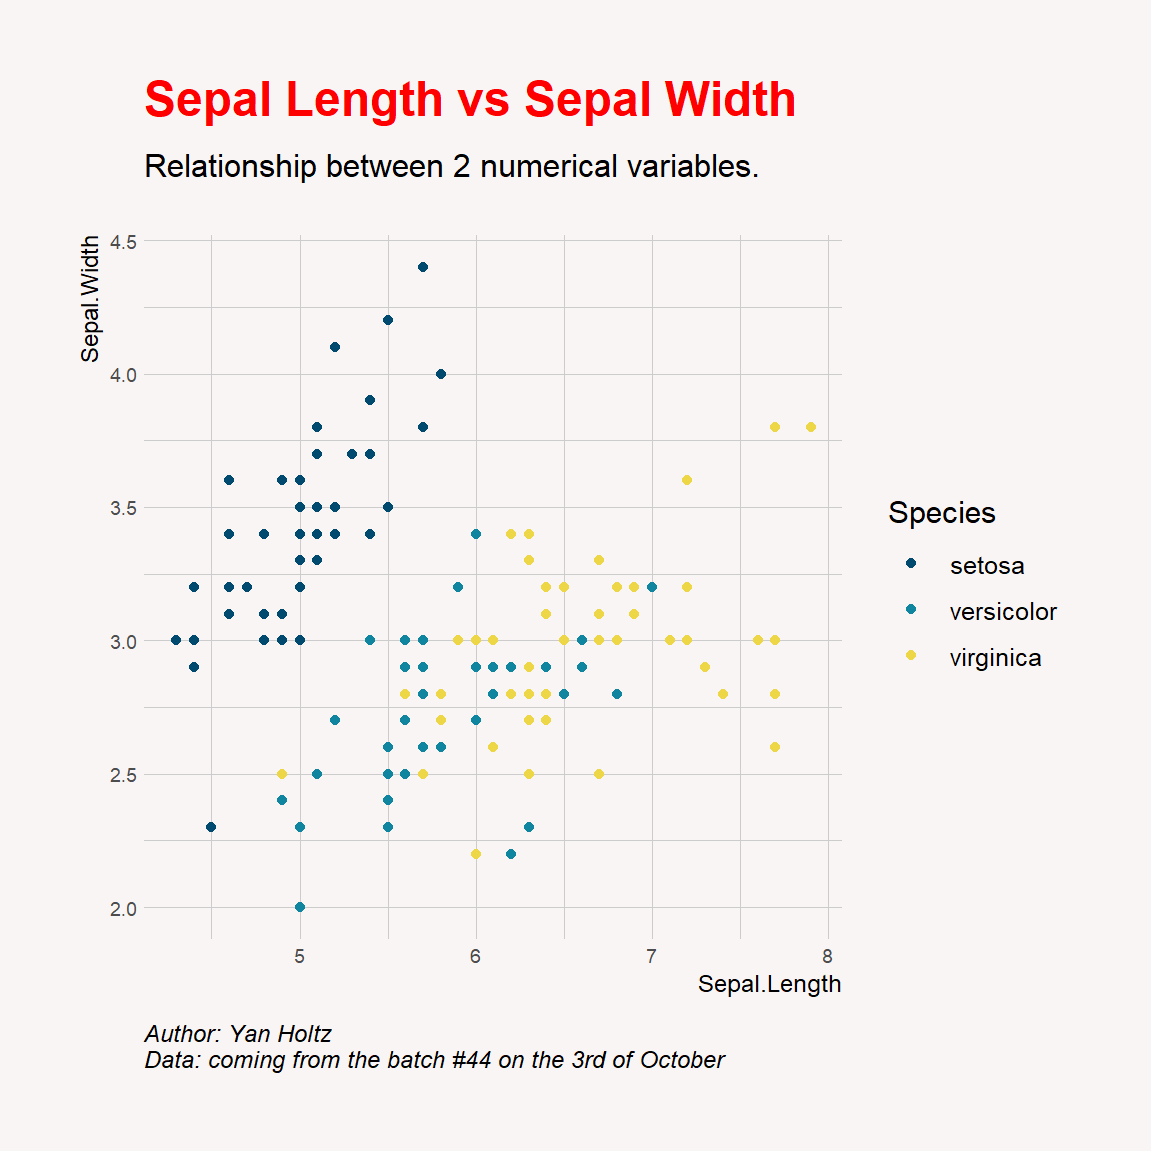 Sepal Length vs Sepal Width
Relationship between 2 numerical variables.
Sepal.Width
4.5
4.0
3.5
3.0
2.5
2.0
5 6 7 8
Sepal.Length
Species
setosa
versicolor
virginica
Author: Yan Holtz
Data: coming from the batch #44 on the 3rd of October